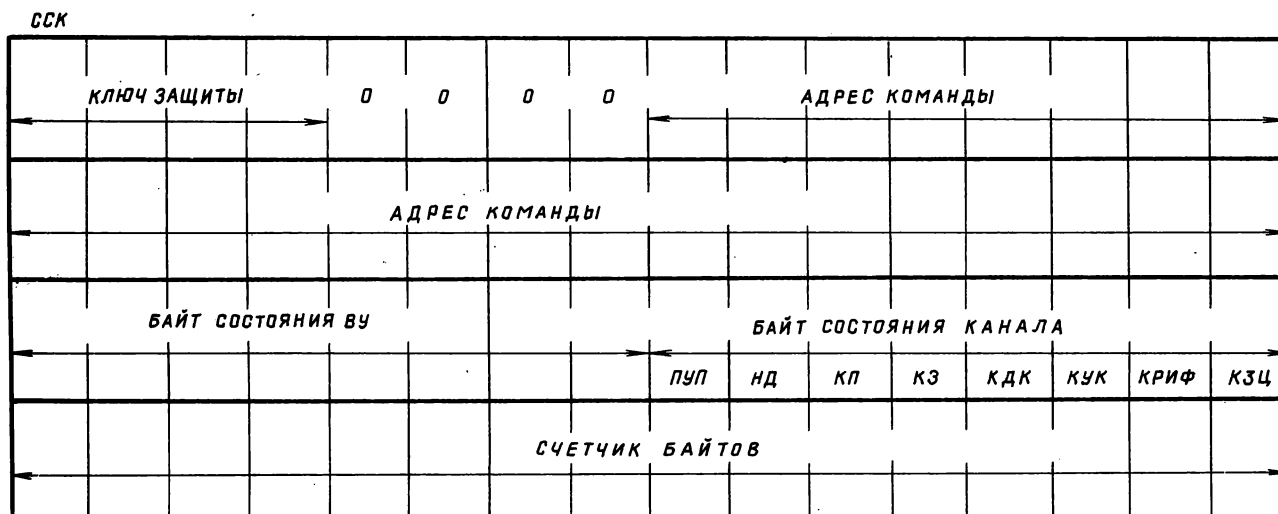 ССК
КЛЮЧ ЗАЩИТЫ 0 0 0 0 АДРЕС КОМАНДЫ
АДРЕС КОМАНДЫ
БАЙТ СОСТОЯНИЯ ВУ БАЙТ СОСТОЯНИЯ КАНАЛА
ПУП НД КП КЭ КДК КУК КРИФ КЗЦ
СЧЕТЧИК БАЙТОВ